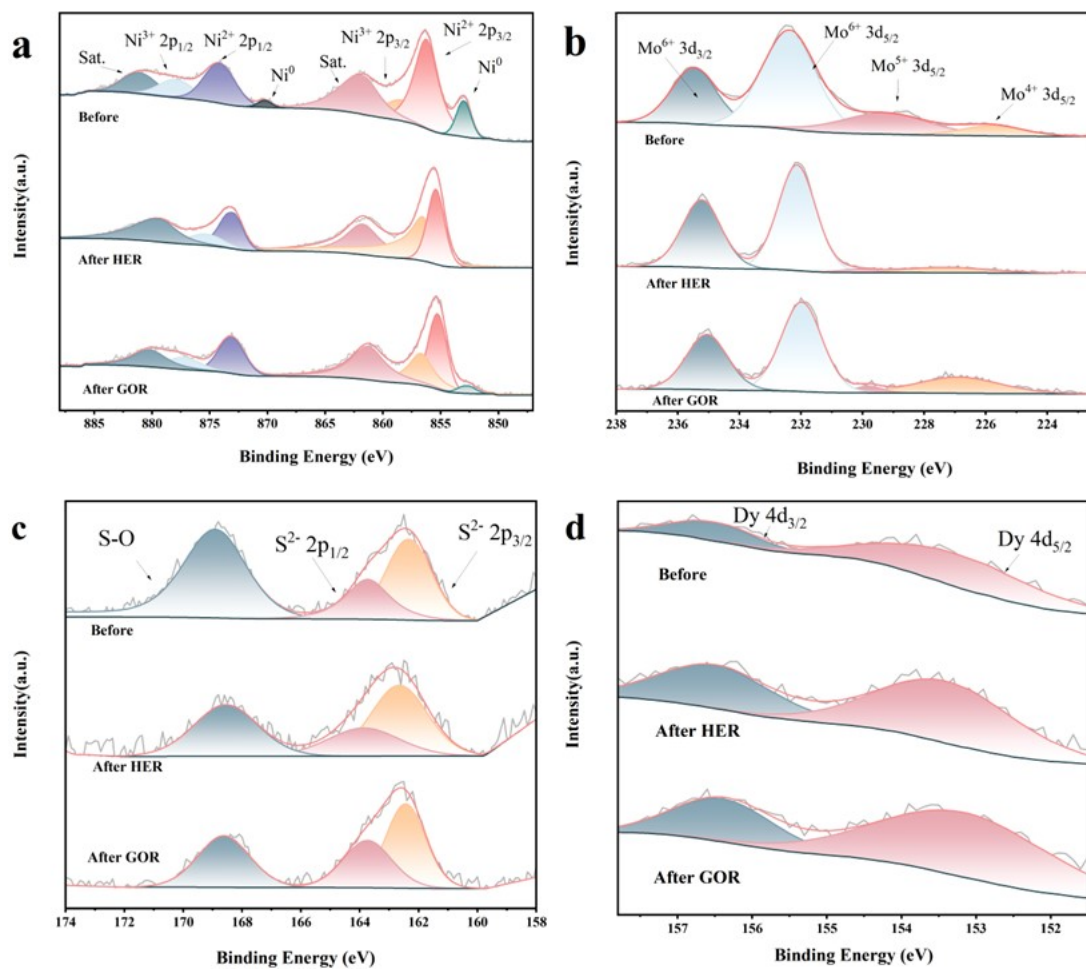 a
Sat.
Ni³⁺ 2p₁/₂
Ni²⁺ 2p₁/₂
Ni⁰
Sat.
Ni³⁺ 2p₃/₂
Ni²⁺ 2p₃/₂
Ni⁰
Before
After HER
After GOR
Intensity(a.u.)
885 880 875 870 865 860 855 850
Binding Energy (eV)
b
Mo⁶⁺ 3d₃/₂
Mo⁶⁺ 3d₅/₂
Mo⁵⁺ 3d₅/₂
Mo⁴⁺ 3d₅/₂
Before
After HER
After GOR
Intensity(a.u.)
238 236 234 232 230 228 226 224
Binding Energy (eV)
c
S-O
S²⁻ 2p₁/₂
S²⁻ 2p₃/₂
Before
After HER
After GOR
Intensity(a.u.)
174 172 170 168 166 164 162 160 158
Binding Energy (eV)
d
Dy 4d₃/₂
Dy 4d₅/₂
Before
After HER
After GOR
Intensity(a.u.)
157 156 155 154 153 152
Binding Energy (eV)